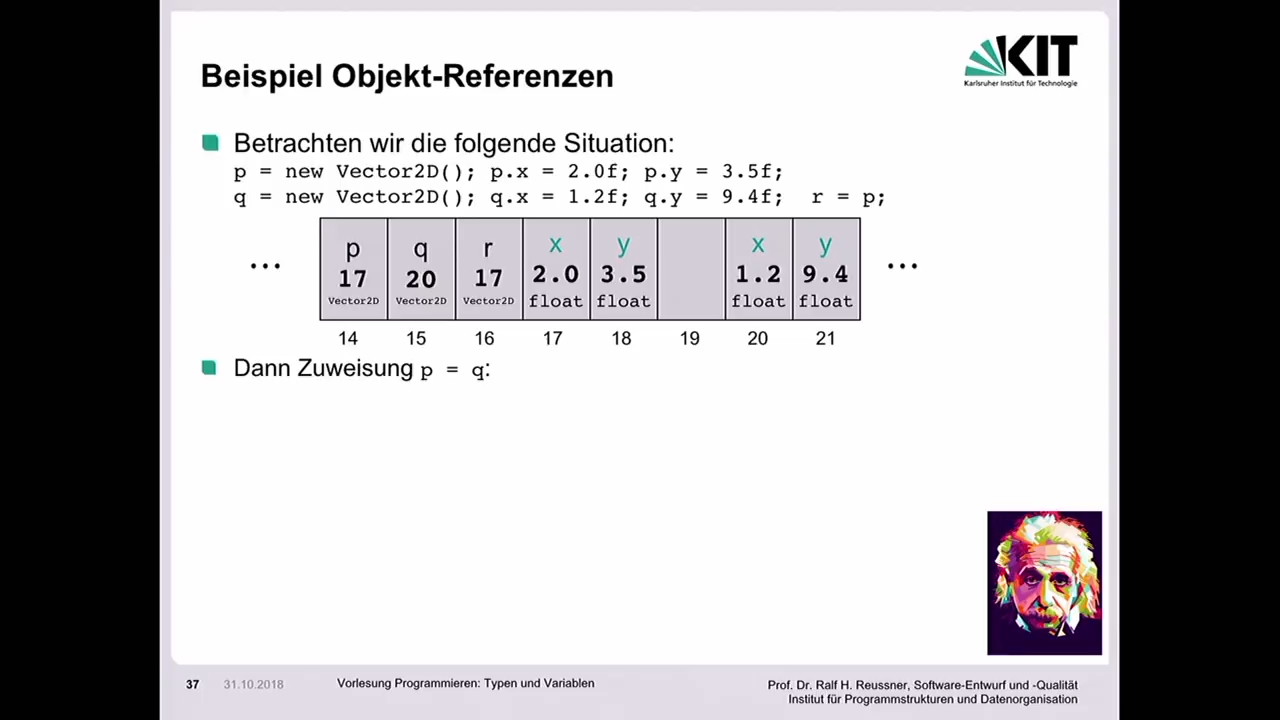 Beispiel Objekt-Referenzen
KIT
Karlsruher Institut für Technologie
Betrachten wir die folgende Situation:
p = new Vector2D(); p.x = 2.0f; p.y = 3.5f;
q = new Vector2D(); q.x = 1.2f; q.y = 9.4f; r = p;
... p q r x y x y ...
17 20 17 2.0 3.5 1.2 9.4
Vector2D Vector2D Vector2D float float float float
14 15 16 17 18 19 20 21
Dann Zuweisung p = q:
37 31.10.2018 Vorlesung Programmieren: Typen und Variablen
Prof. Dr. Ralf H. Reussner, Software-Entwurf und -Qualität
Institut für Programmstrukturen und Datenorganisation